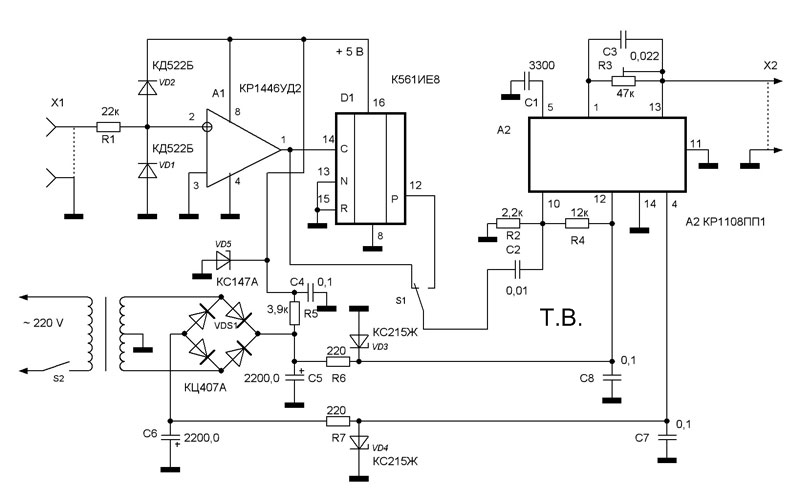 C3
0,022
КД522Б
VD2
А1
КР1446УД2
+ 5 В
К561ИЕ8
3300
R3
X2
D1
X1
22к
R1
2
8
16
C1
5
47к
1
13
А2
11
КД522Б
VD1
3
4
1
14
C
13
N
15
R
P
12
8
10
12
14
4
А2 КР1108ПП1
2,2к
R2
12к
R4
C2
0,01
VD5
КС147А
C4
0,1
S1
Т.В.
3,9к
R5
~ 220 V
VDS1
КС215Ж
VD3
S2
КЦ407А
2200,0
+
C5
220
R6
C8
0,1
C6
+
2200,0
220
R7
VD4
КС215Ж
C7
0,1